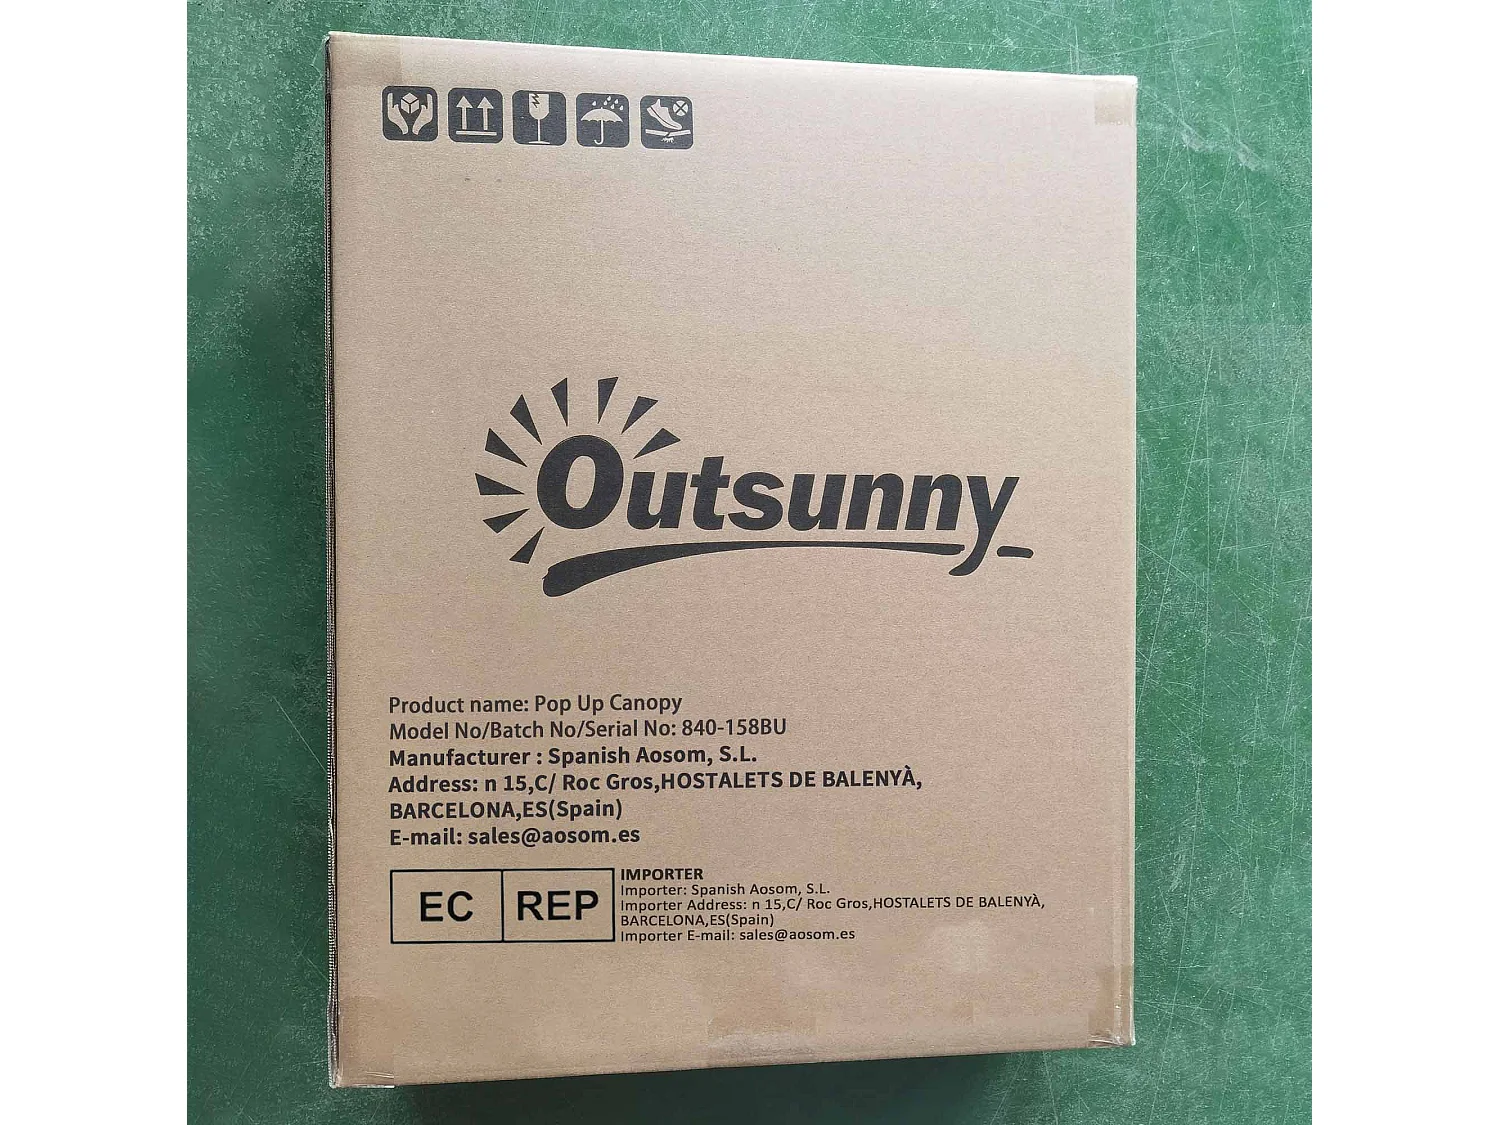 Outsunny
Product name: Pop Up Canopy
Model No/Batch No/Serial No: 840-158BU
Manufacturer : Spanish Aosom, S.L.
Address: n 15,C/ Roc Gros,HOSTALETS DE BALENYÀ,
BARCELONA,ES(Spain)
E-mail: sales@aosom.es
EC REP
IMPORTER
Importer: Spanish Aosom, S.L.
Importer Address: n 15,C/ Roc Gros,HOSTALETS DE BALENYÀ,
BARCELONA,ES(Spain)
Importer E-mail: sales@aosom.es